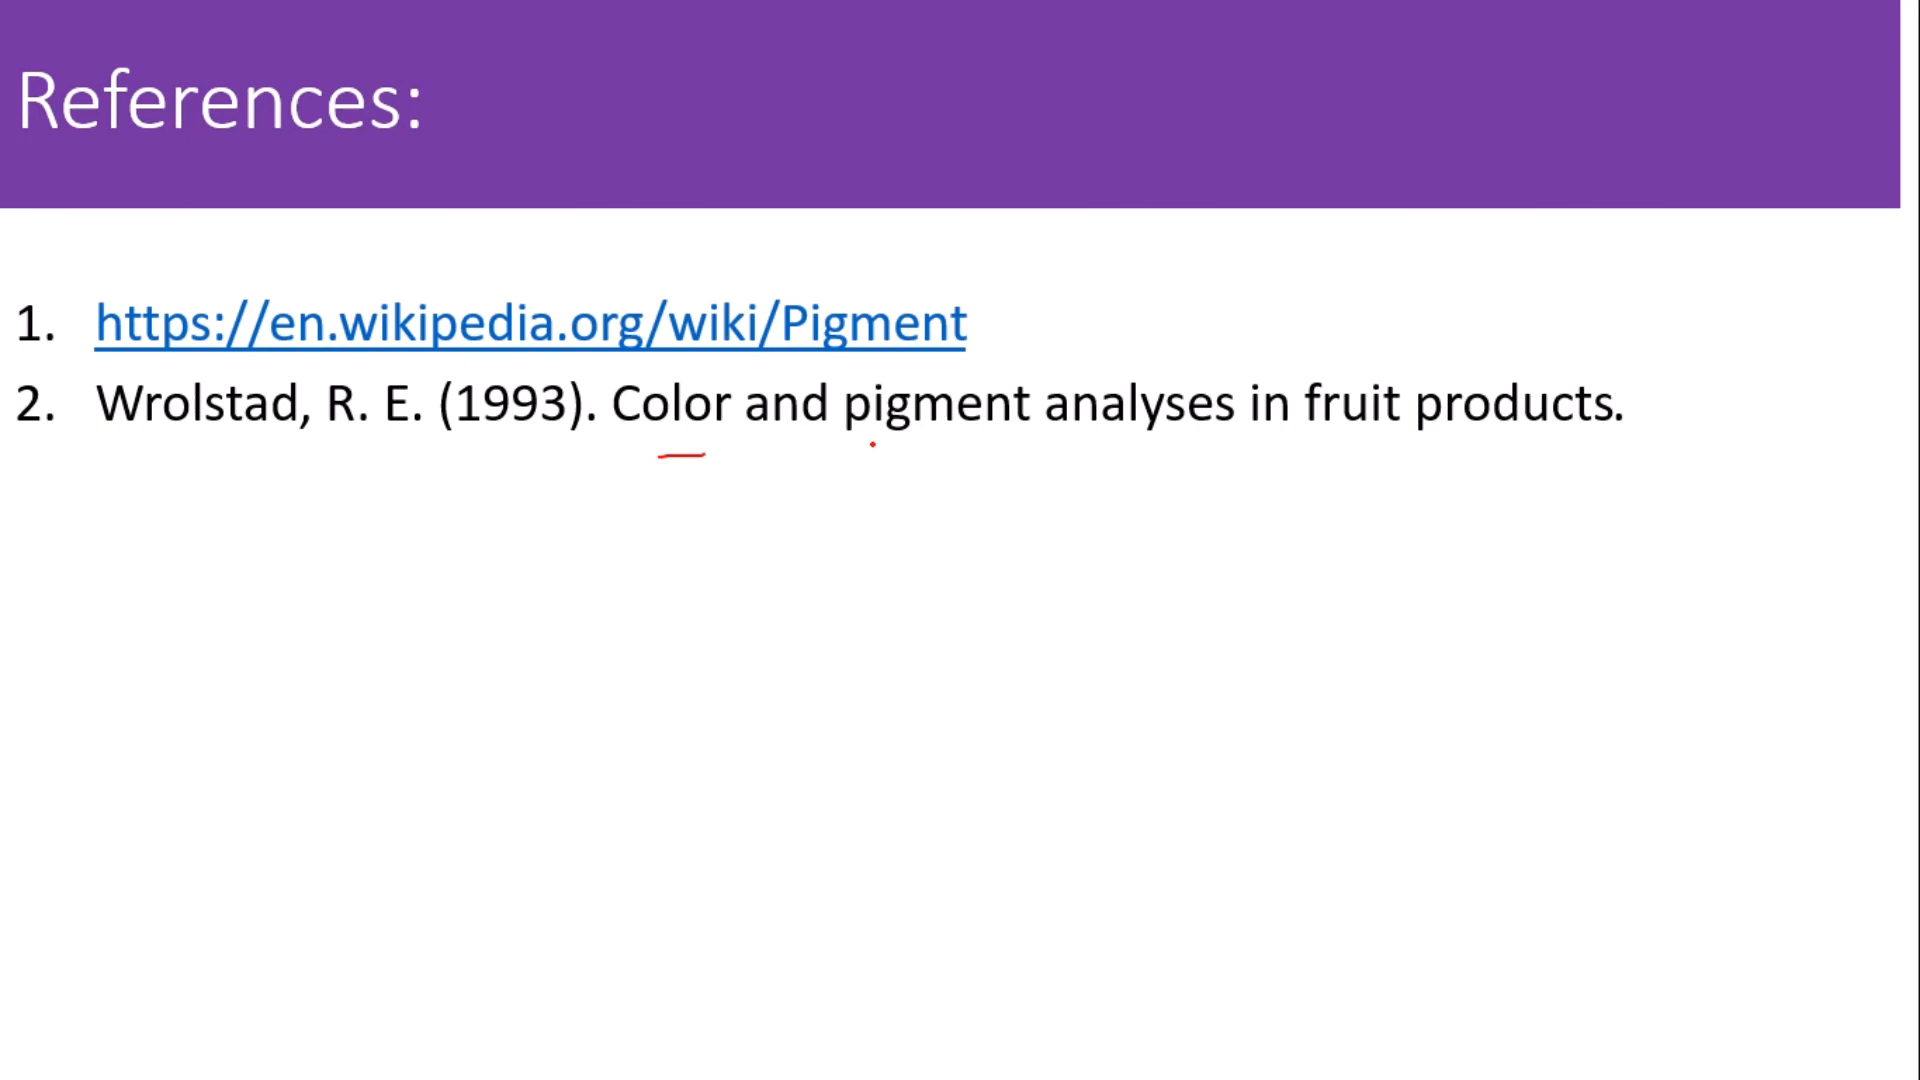 References:
1. https://en.wikipedia.org/wiki/Pigment
2. Wrolstad, R. E. (1993). Color and pigment analyses in fruit products.